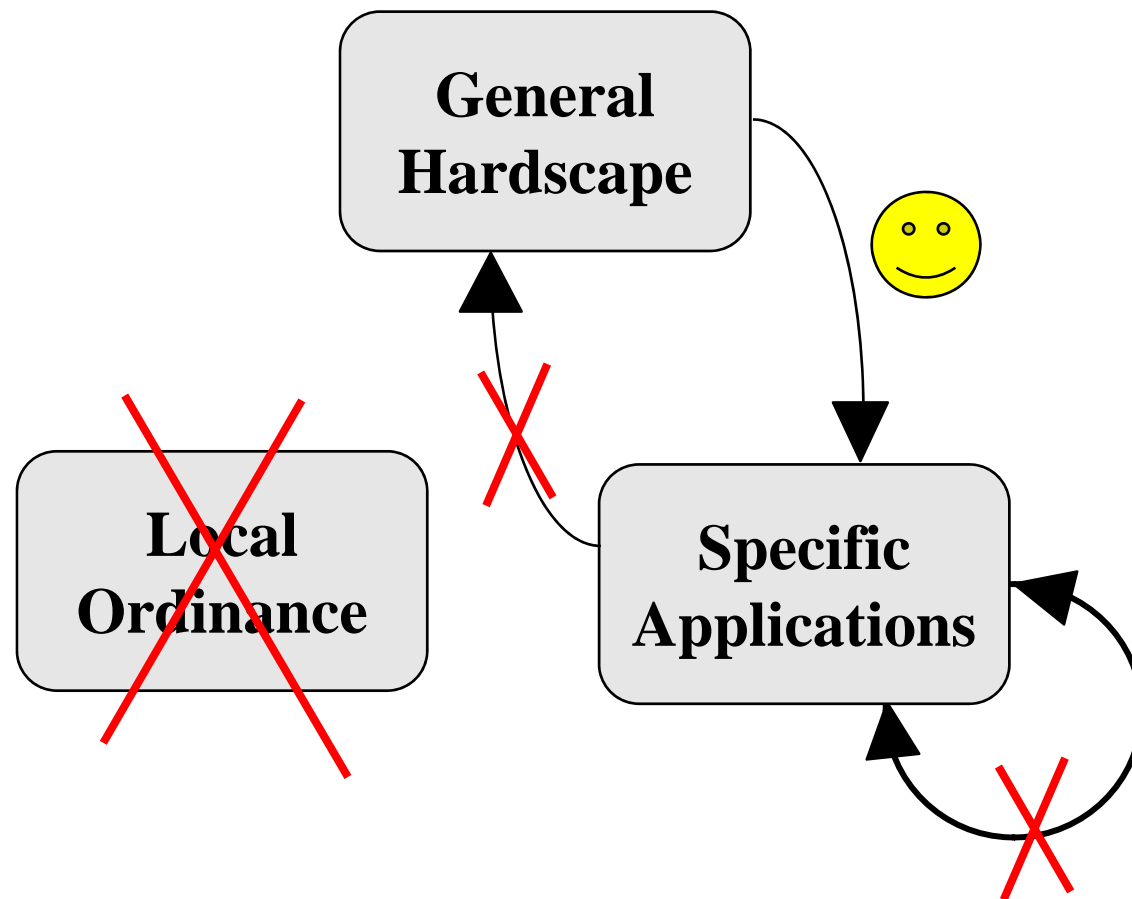 General
Hardscape
Local
Ordinance
Specific
Applications